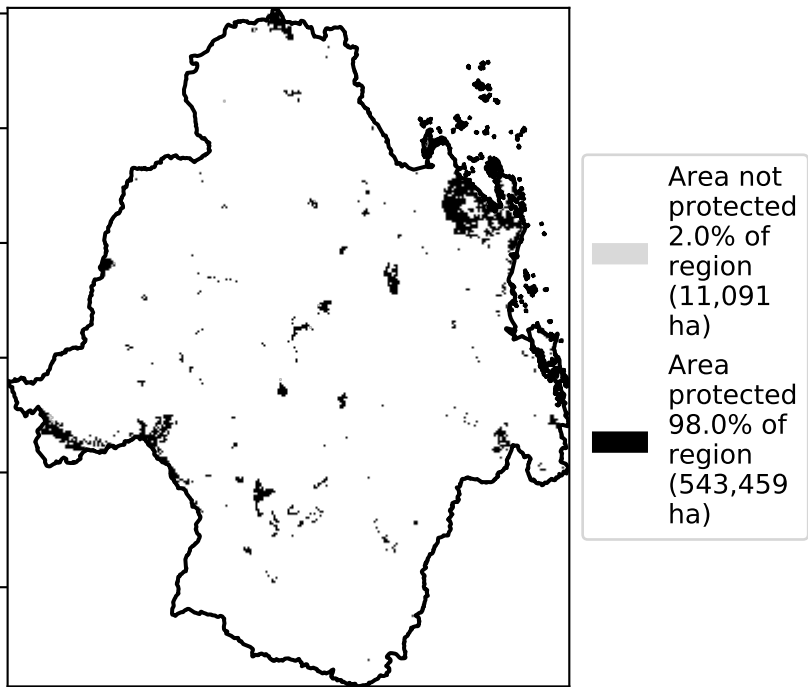 Area not
protected
2.0% of
region
(11,091
ha)
Area
protected
98.0% of
region
(543,459
ha)